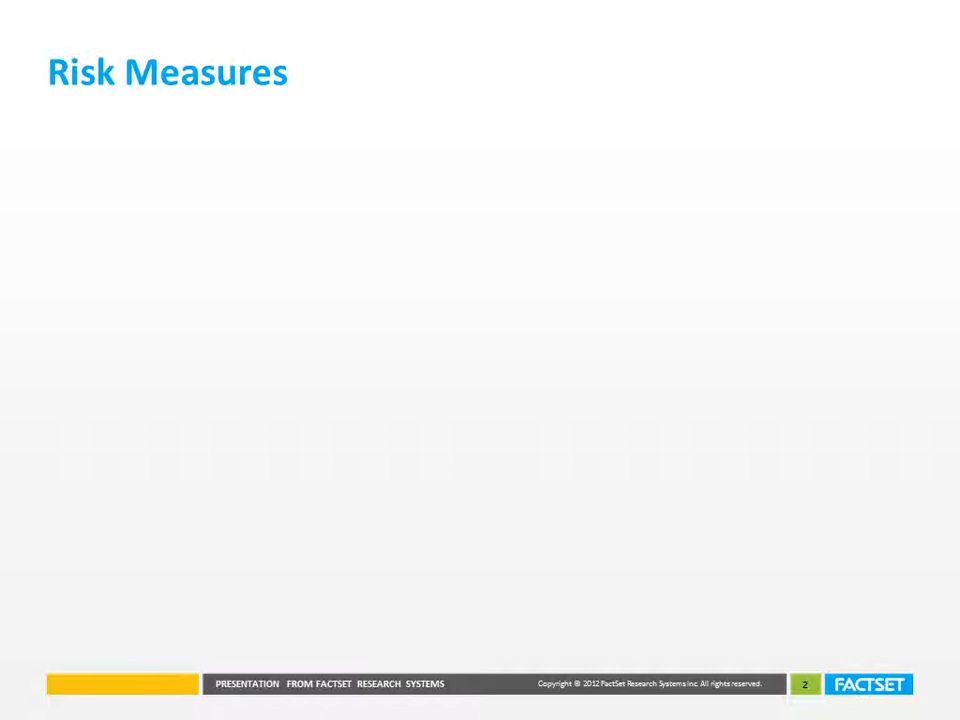 Risk Measures
PRESENTATION FROM FACTSET RESEARCH SYSTEMS
Copyright © 2012 FactSet Research Systems Inc. All rights reserved.
2
FACTSET